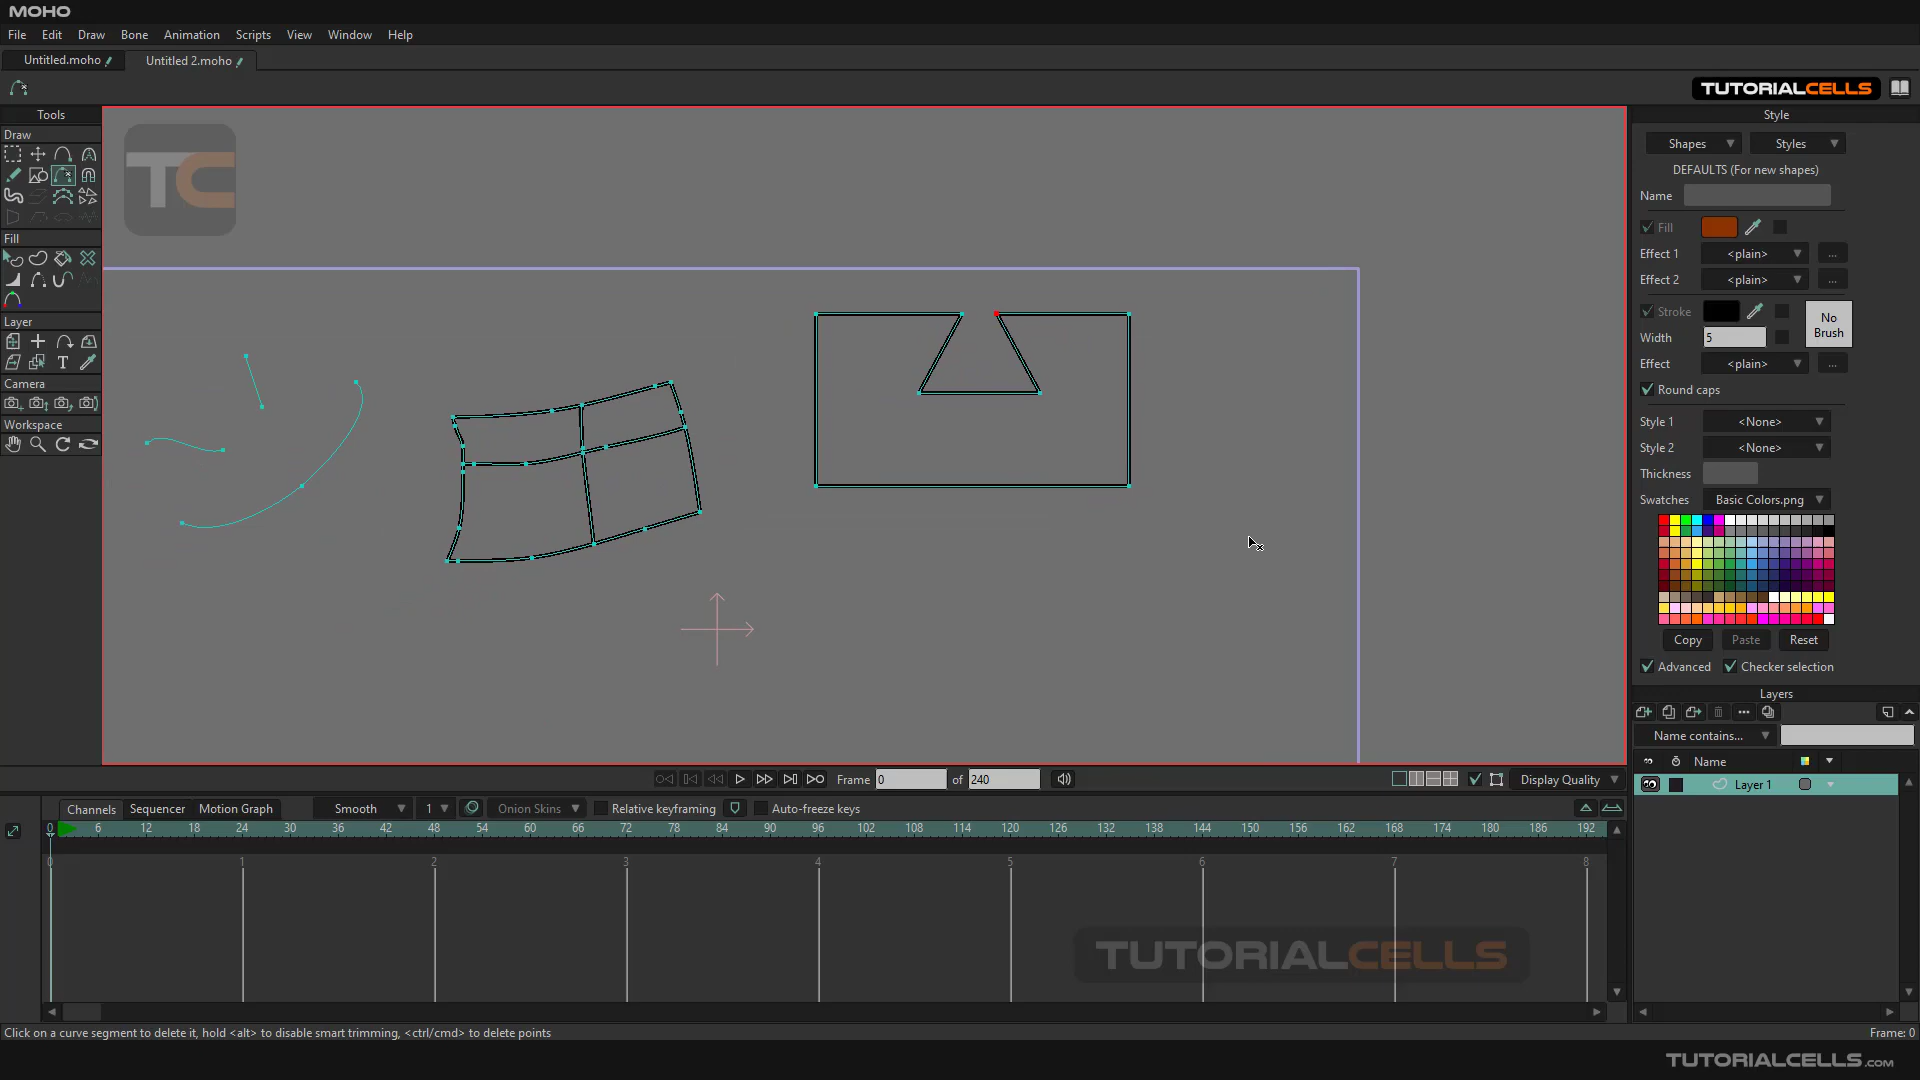 MOHO
File Edit Draw Bone Animation Scripts View Window Help
Untitled.moho Untitled 2.moho
TUTORIALCELLS
Tools
Draw
TC
Fill
Layer
T
Camera
Workspace
Style
Shapes Styles
DEFAULTS (For new shapes)
Name
Fill
Effect 1 <plain> ...
Effect 2 <plain> ...
Stroke
No Brush
Width 5
Effect <plain> ...
Round caps
Style 1 <None>
Style 2 <None>
Thickness
Swatches Basic Colors.png
Copy Paste Reset
Advanced Checker selection
Layers
Name contains...
Name
Layer 1
Frame 0 of 240 Display Quality
Channels Sequencer Motion Graph Smooth 1 Onion Skins Relative keyframing Auto-freeze keys
0 6 12 18 24 30 36 42 48 54 60 66 72 78 84 90 96 102 108 114 120 126 132 138 144 150 156 162 168 174 180 186 192
0 1 2 3 4 5 6 7 8
TUTORIALCELLS
Click on a curve segment to delete it, hold <alt> to disable smart trimming, <ctrl/cmd> to delete points Frame: 0
TUTORIALCELLS.COM